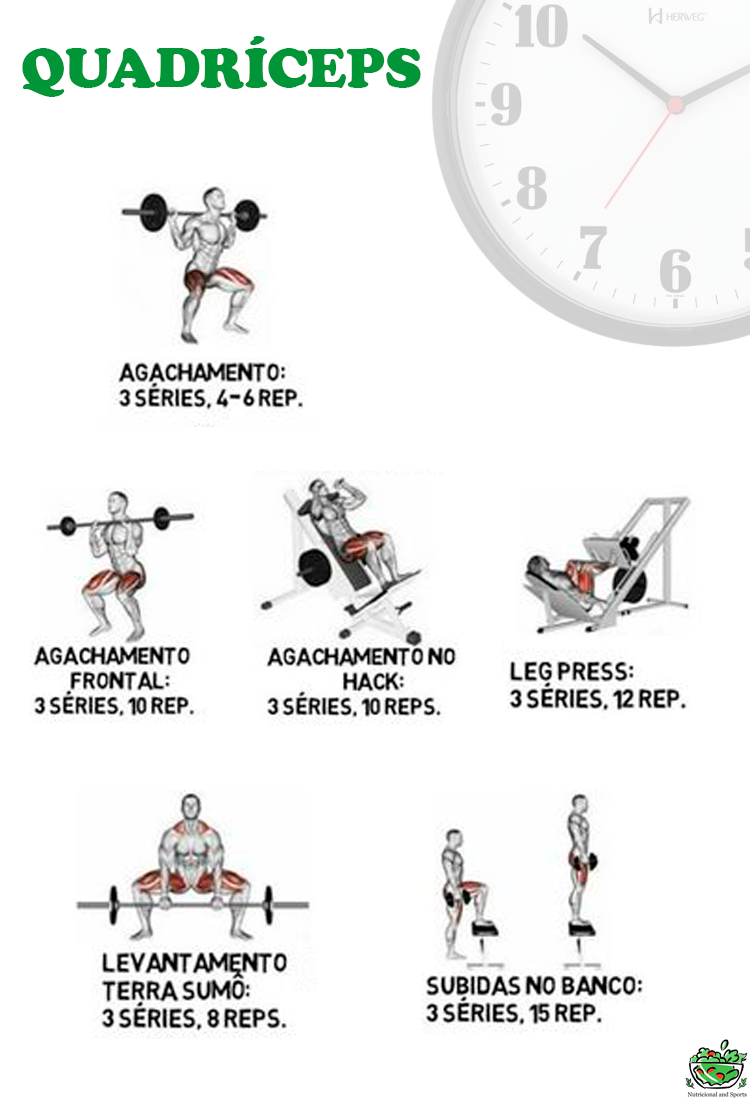 HERWEG
QUADRÍCEPS
10
9
8
7
6
5
AGACHAMENTO:
3 SÉRIES, 4-6 REP.
AGACHAMENTO
FRONTAL:
3 SÉRIES, 10 REP.
AGACHAMENTO NO
HACK:
3 SÉRIES, 10 REPS.
LEG PRESS:
3 SÉRIES, 12 REP.
LEVANTAMENTO
TERRA SUMÔ:
3 SÉRIES, 8 REPS.
SUBIDAS NO BANCO:
3 SÉRIES, 15 REP.
Nutricional and Sports